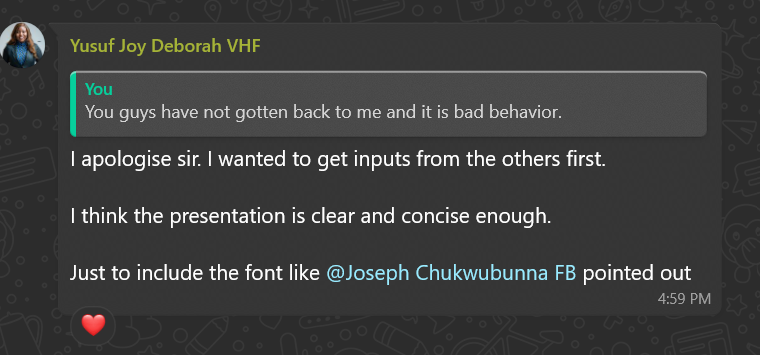 Yusuf Joy Deborah VHF
You
You guys have not gotten back to me and it is bad behavior.
I apologise sir. I wanted to get inputs from the others first.
I think the presentation is clear and concise enough.
Just to include the font like @Joseph Chukwubunna FB pointed out
4:59 PM